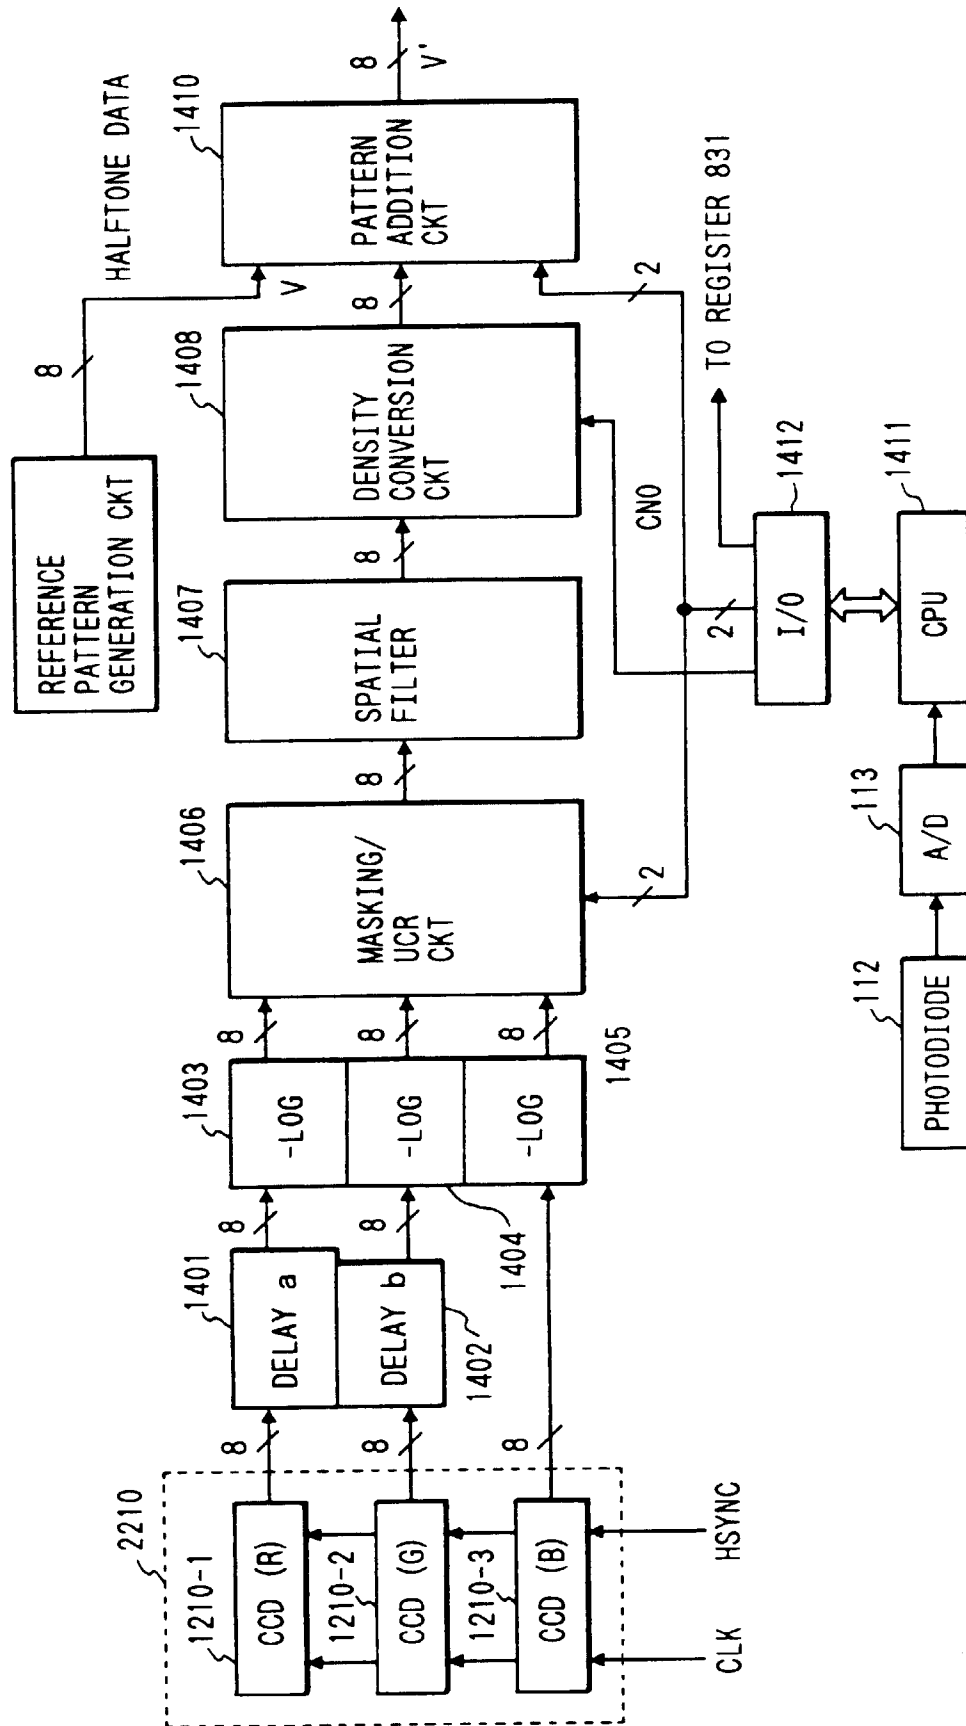 REFERENCE
PATTERN
GENERATION CKT
8
HALFTONE DATA
V
2210
1210-1
CCD (R)
1210-2
CCD (G)
1210-3
CCD (B)
CLK
HSYNC
8
8
8
1401
DELAY a
DELAY b
1402
8
8
1403
-LOG
-LOG
-LOG
1404
1405
8
8
8
1406
MASKING/
UCR
CKT
2
8
1407
SPATIAL
FILTER
8
1408
DENSITY
CONVERSION
CKT
8
1410
PATTERN
ADDITION
CKT
2
8
V'
CNO
2
TO REGISTER 831
I/O
1412
112
PHOTODIODE
113
A/D
CPU
1411